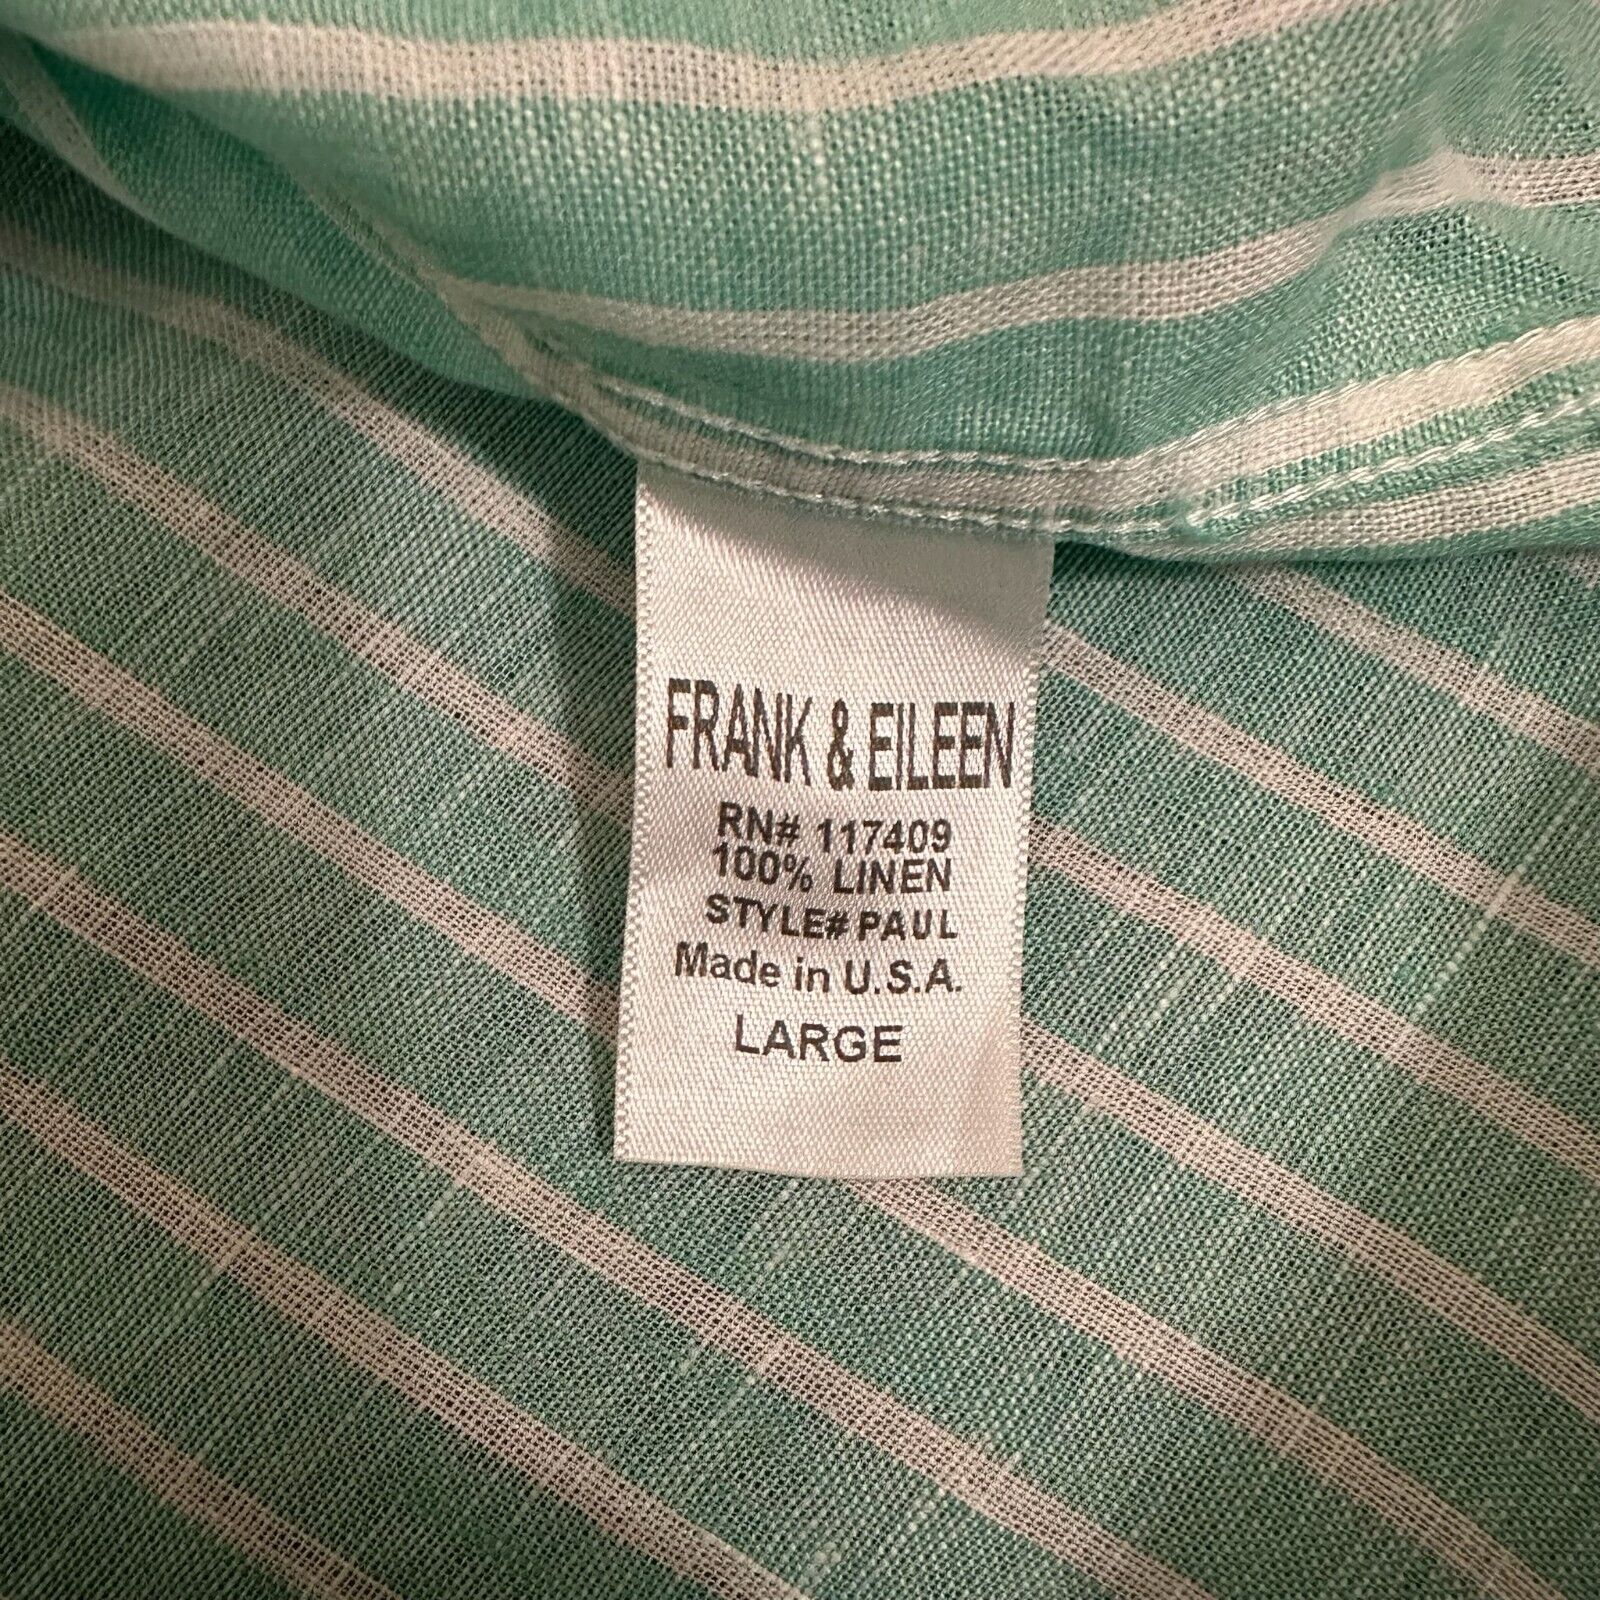 FRANK & EILEEN
RN# 117409
100% LINEN
STYLE# PAUL
Made in U.S.A.
LARGE